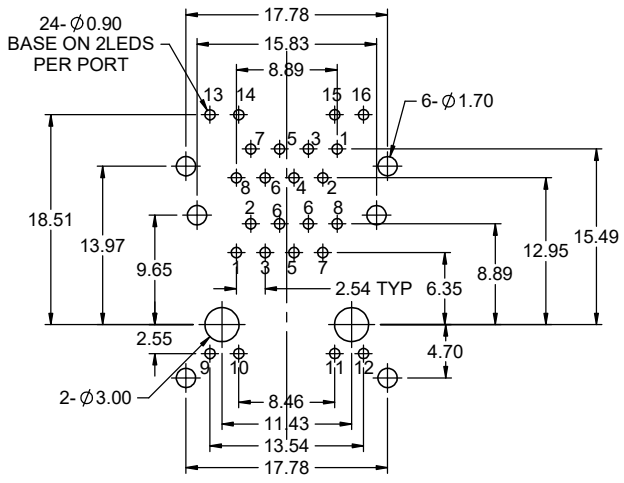 17.78
24-Ø0.90
BASE ON 2LEDS
PER PORT
15.83
8.89
13 14 15 16
6-Ø1.70
7 5 3 1
8 6 4 2
2 6 6 8
1 3 5 7
18.51
13.97
9.65
2.55
2.54 TYP
6.35
8.89
12.95
15.49
4.70
9 10 11 12
2-Ø3.00
8.46
11.43
13.54
17.78